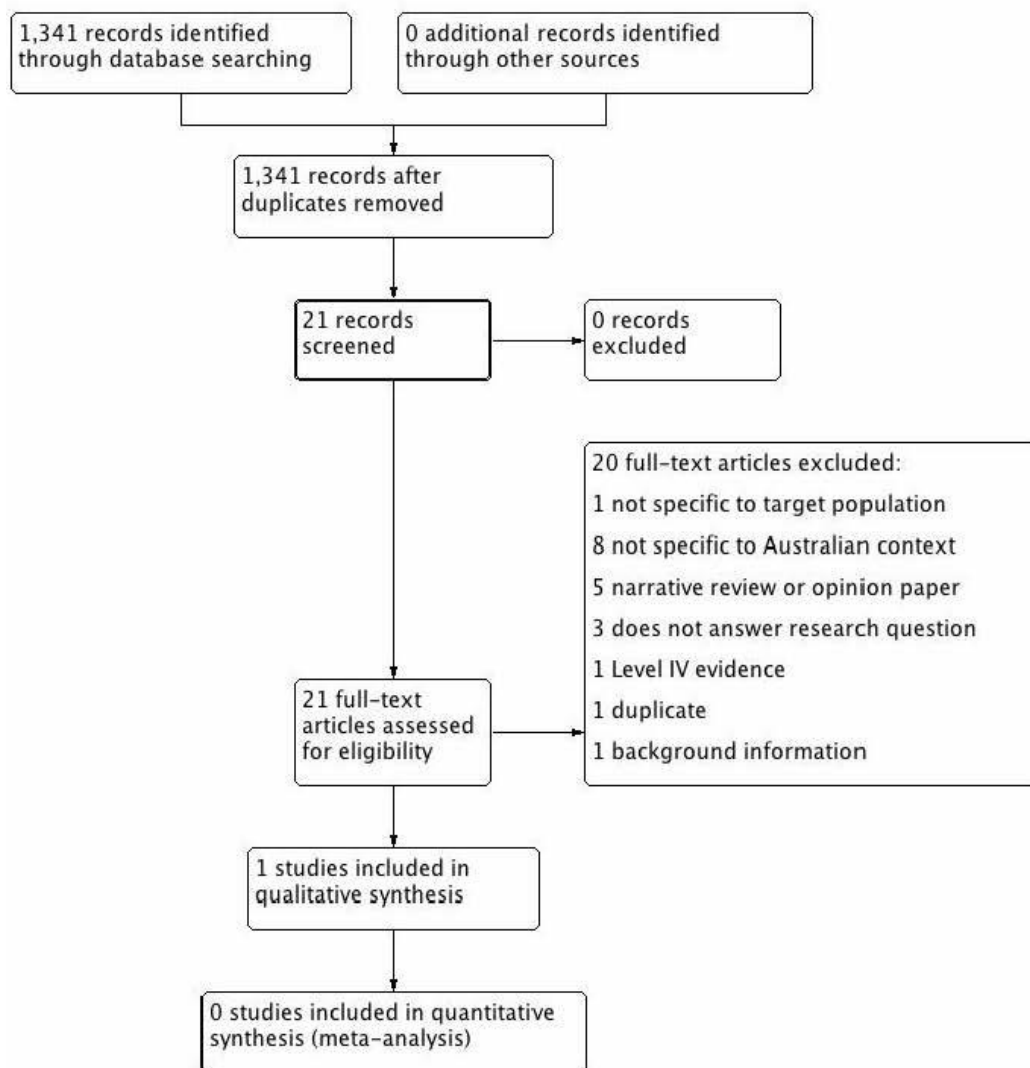 1,341 records identified
through database searching
0 additional records identified
through other sources
1,341 records after
duplicates removed
21 records
screened
0 records
excluded
20 full-text articles excluded:
1 not specific to target population
8 not specific to Australian context
5 narrative review or opinion paper
3 does not answer research question
1 Level IV evidence
1 duplicate
1 background information
21 full-text
articles assessed
for eligibility
1 studies included in
qualitative synthesis
0 studies included in quantitative
synthesis (meta-analysis)